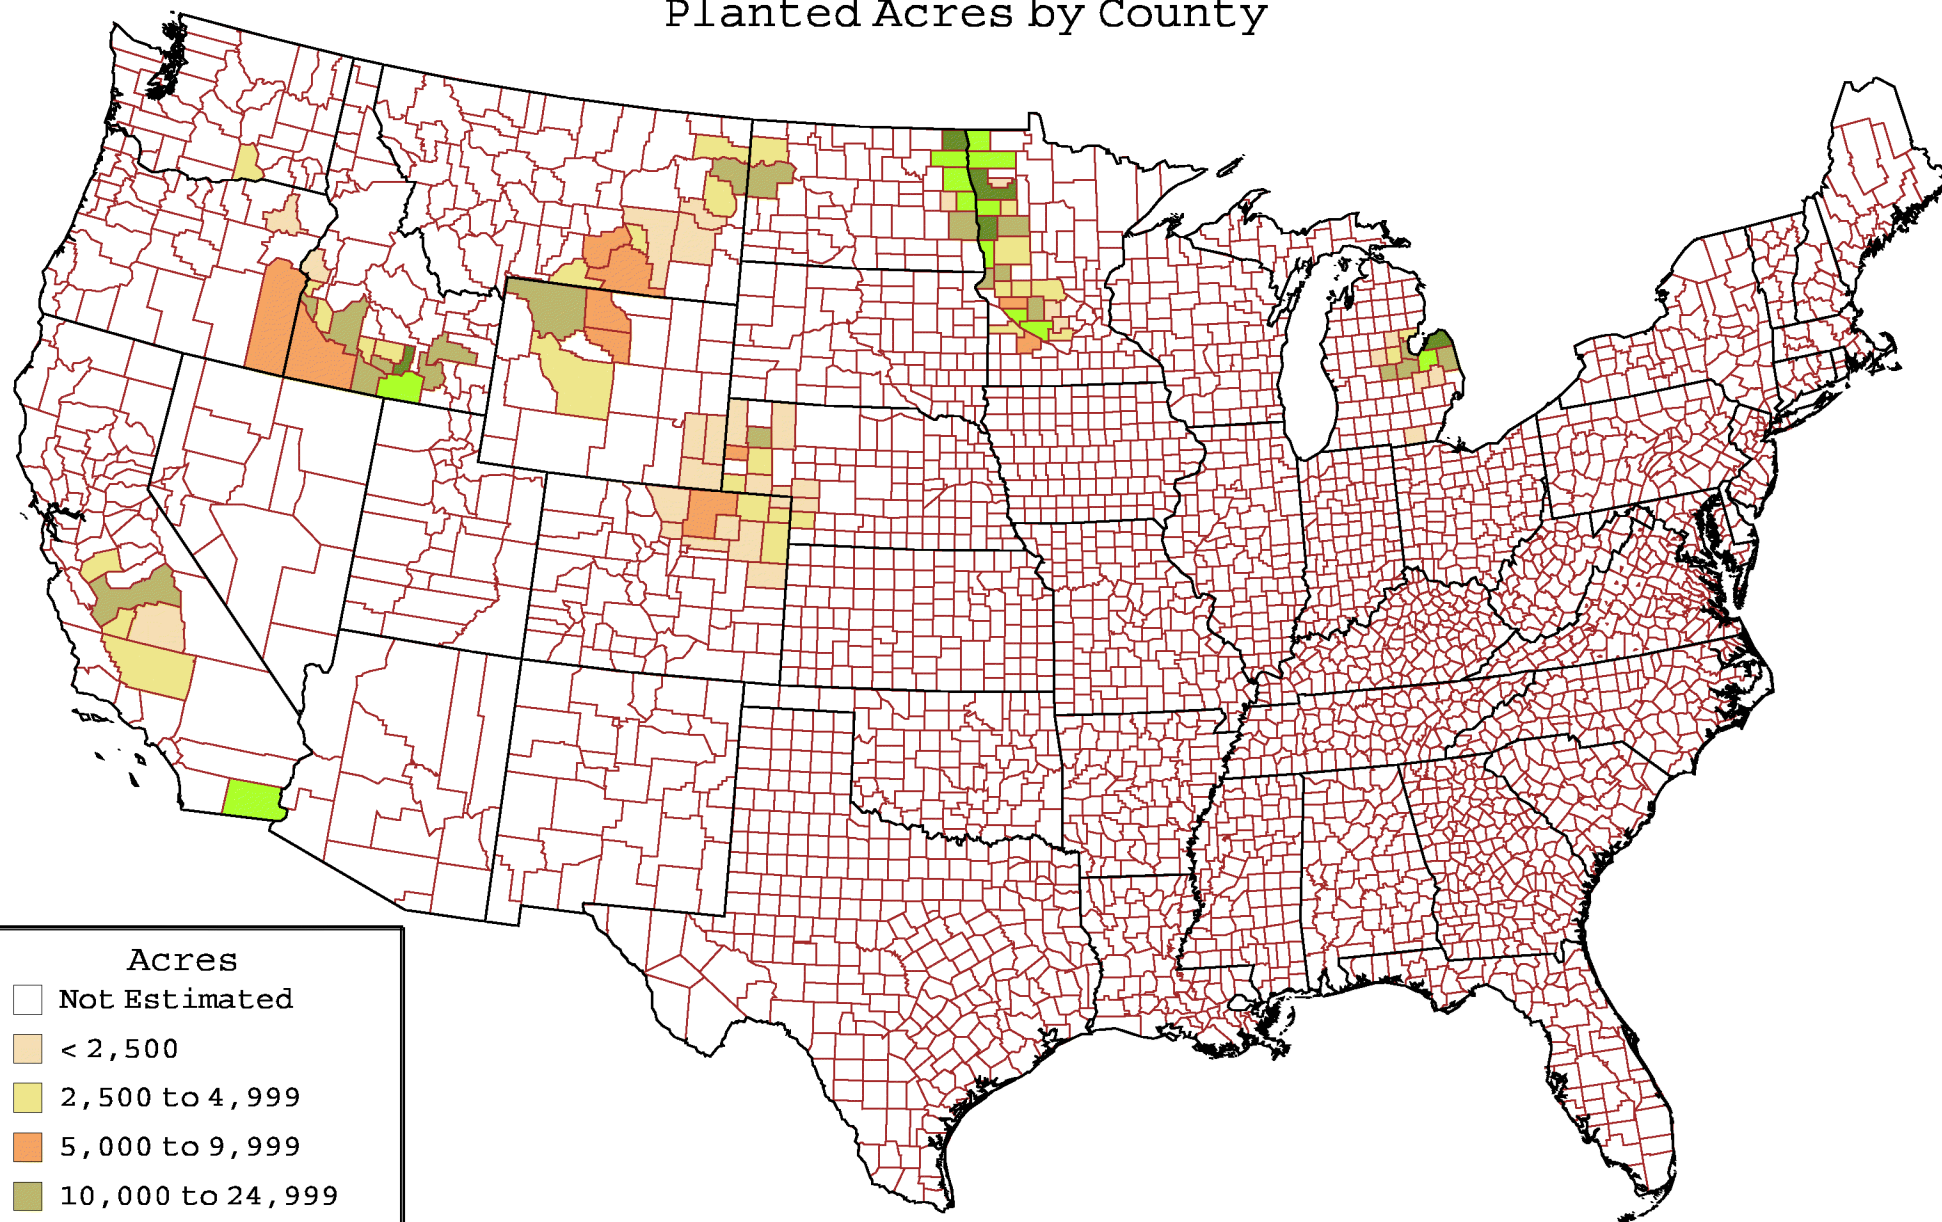 Planted Acres by County
Acres
Not Estimated
< 2,500
2,500 to 4,999
5,000 to 9,999
10,000 to 24,999